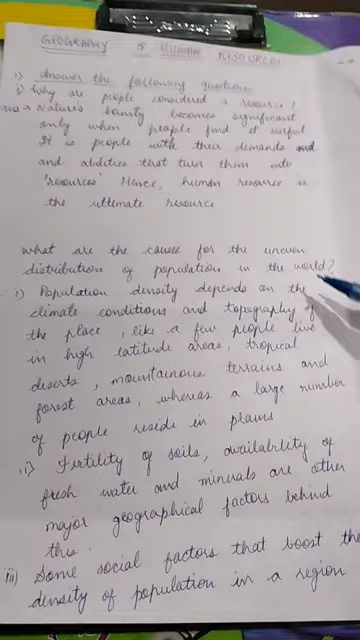 GEOGRAPHY 5 HUMAN RESOURCES
1) Answer the following question
i) Why are people considered a resource?
Ans → Nature's bounty becomes significant
only when people find it useful
It is people with their demands and
and abilities that turn them into
'resources' Hence, human resource is
the ultimate resource
What are the cause for the uneven
distribution of population in the world?
i) Population density depends on the
climate conditions and topography of
the place, like a few people live
in high latitude areas, tropical
deserts, mountainous terrains and
forest areas, whereas a large number
of people reside in plains
ii) Fertility of soils, availability of
fresh water and minerals are other
major geographical factors behind
this.
iii) Some social factors that boost the
density of population in a region